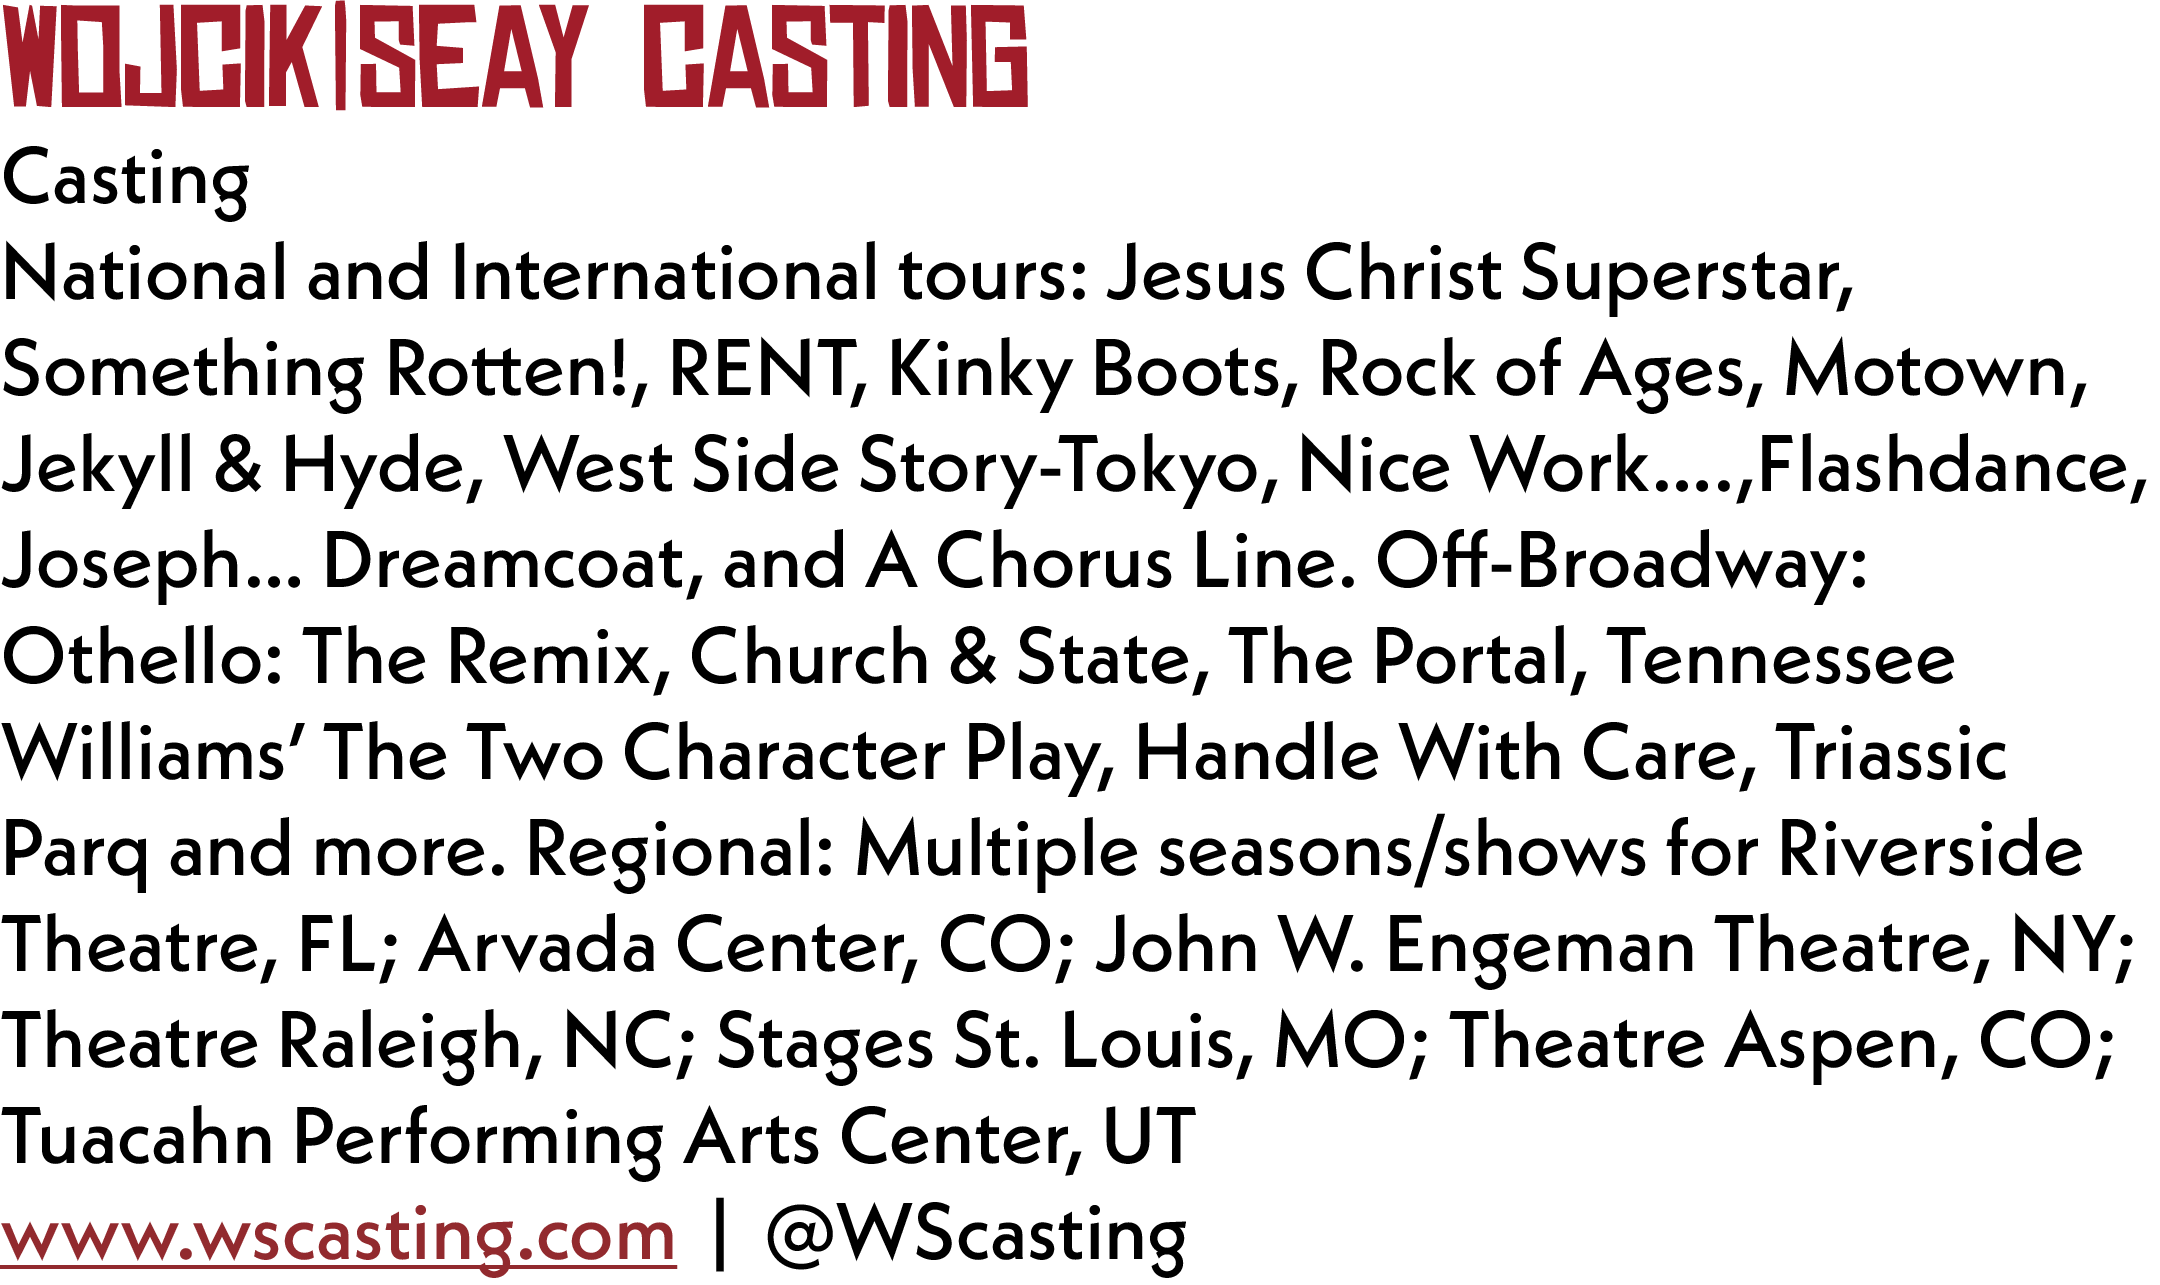 WOJCIK|SEAY CASTING
Casting
National and International tours: Jesus Christ Superstar,
Something Rotten!, RENT, Kinky Boots, Rock of Ages, Motown,
Jekyll & Hyde, West Side Story-Tokyo, Nice Work....,Flashdance,
Joseph... Dreamcoat, and A Chorus Line. Off-Broadway:
Othello: The Remix, Church & State, The Portal, Tennessee
Williams’ The Two Character Play, Handle With Care, Triassic
Parq and more. Regional: Multiple seasons/shows for Riverside
Theatre, FL; Arvada Center, CO; John W. Engeman Theatre, NY;
Theatre Raleigh, NC; Stages St. Louis, MO; Theatre Aspen, CO;
Tuacahn Performing Arts Center, UT
www.wscasting.com | @WScasting